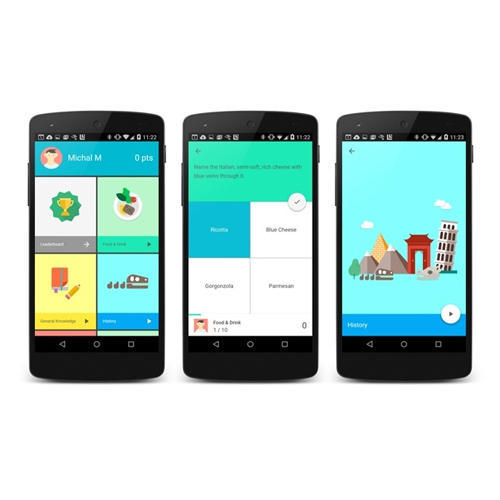 11:22
Michal M 0 pts
Leaderboard
Food & Drink
General Knowledge
History
11:22
Name the Italian, semi-soft, rich cheese with
blue veins through it.
Ricotta
Blue Cheese
Gorgonzola
Parmesan
Food & Drink
1 / 10
0
11:23
History